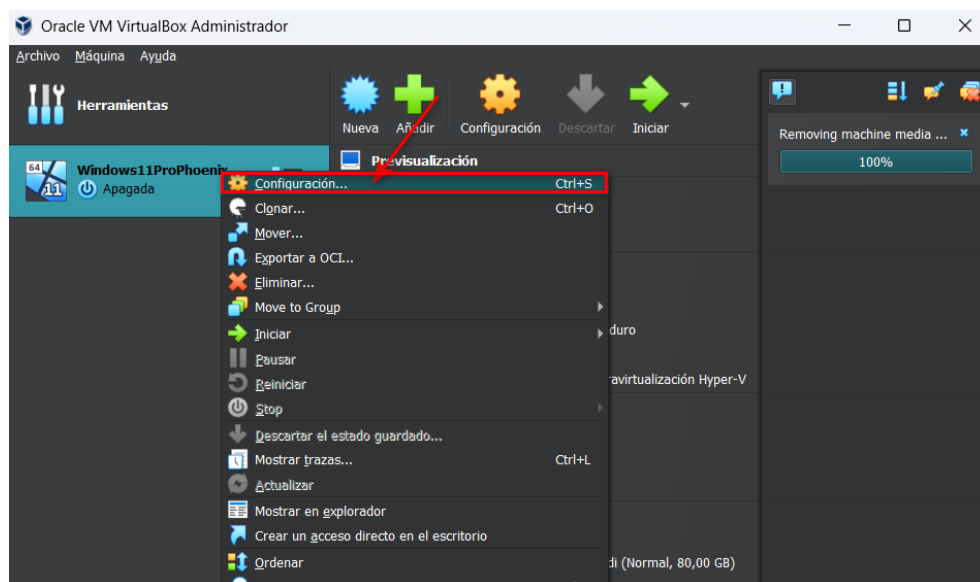 Oracle VM VirtualBox Administrador
Archivo Máquina Ayuda
Herramientas
Nueva Añadir Configuración Descartar Iniciar
Removing machine media ...
100%
64
11
Windows11ProPhoenix
Apagada
Previsualización
Configuración... Ctrl+S
Clonar... Ctrl+O
Mover...
Exportar a OCI...
Eliminar...
Move to Group
Iniciar
duro
Pausar
ravirtualización Hyper-V
Reiniciar
Stop
Descartar el estado guardado...
Mostrar trazas... Ctrl+L
Actualizar
Mostrar en explorador
Crear un acceso directo en el escritorio
Ordenar
di (Normal, 80,00 GB)